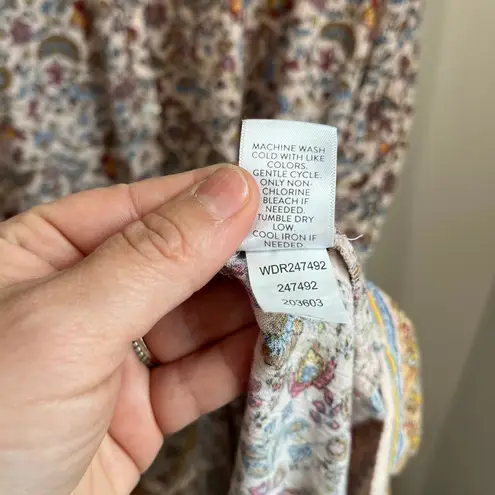 MACHINE WASH
COLD WITH LIKE
COLORS.
GENTLE CYCLE.
ONLY NON-
CHLORINE
BLEACH IF
NEEDED.
TUMBLE DRY
LOW.
COOL IRON IF
NEEDED.
WDR247492
247492
203603